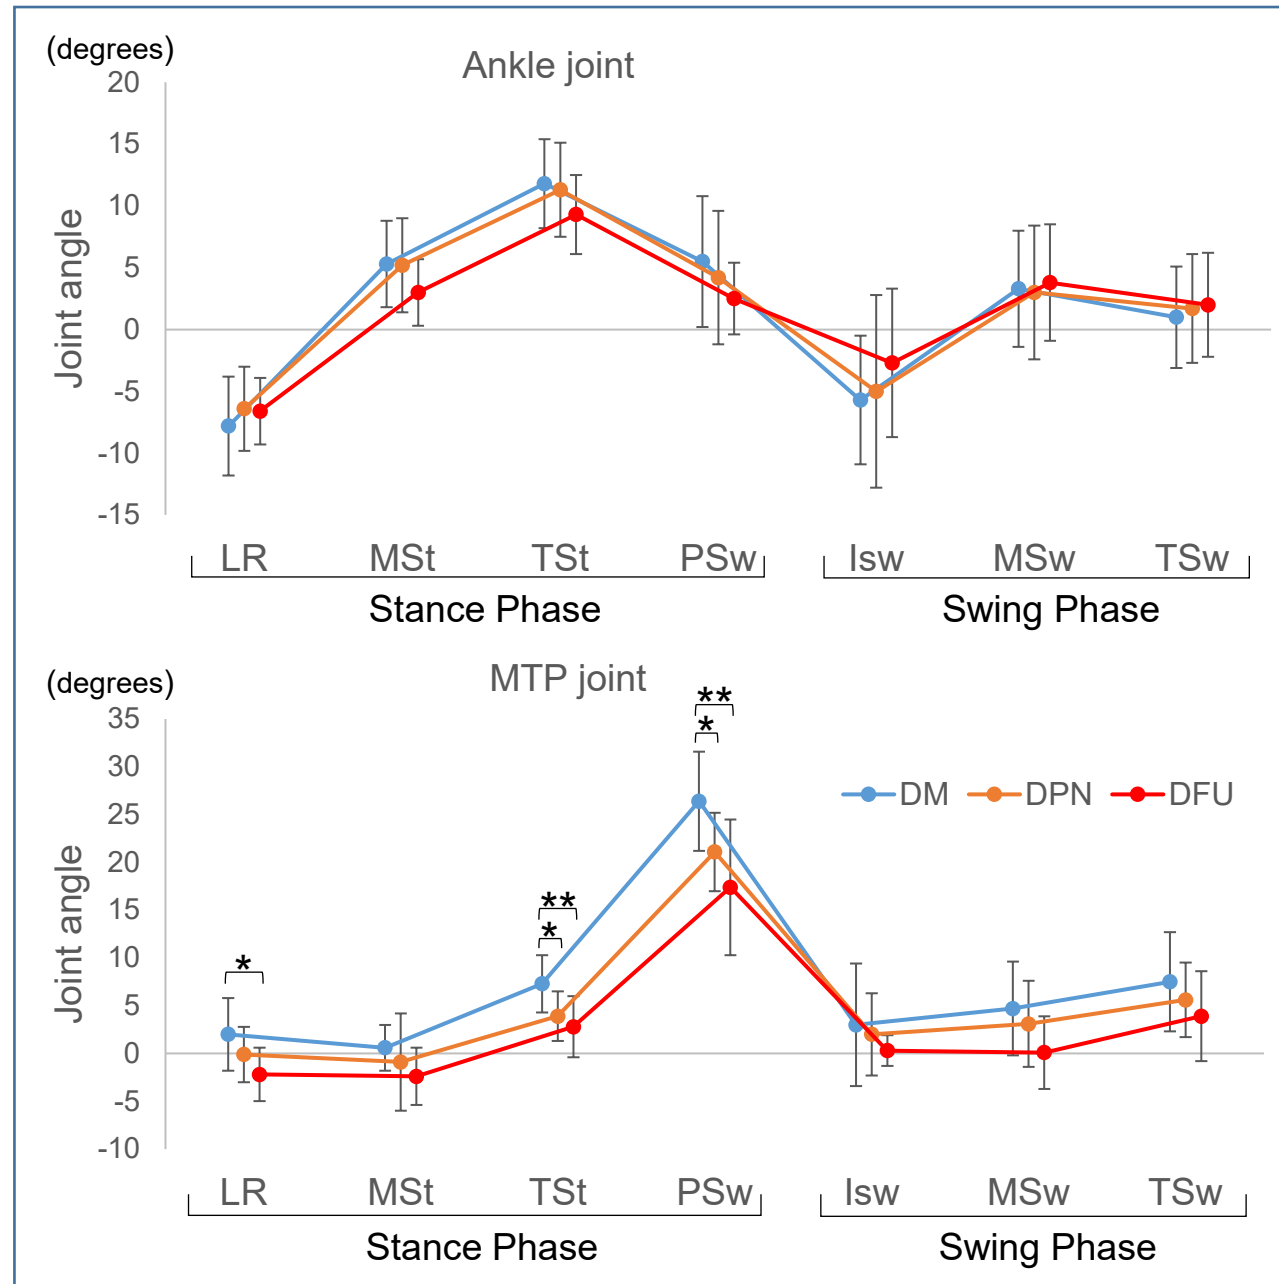 (degrees)
Ankle joint
20
15
10
5
0
-5
-10
-15
Joint angle
LR MSt TSt PSw Isw MSw TSw
Stance Phase Swing Phase
(degrees)
MTP joint
35
30
25
20
15
10
5
0
-5
-10
Joint angle
**
*
**
*
*
DM DPN DFU
LR MSt TSt PSw Isw MSw TSw
Stance Phase Swing Phase